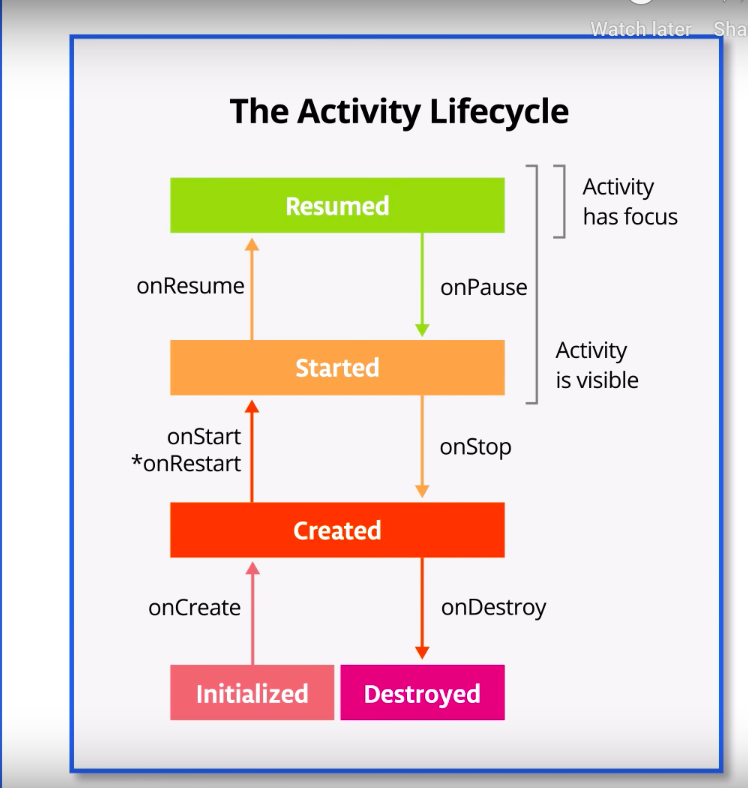 Watch later
The Activity Lifecycle
Resumed
Activity
has focus
onResume
onPause
Started
Activity
is visible
onStart
*onRestart
onStop
Created
onCreate
onDestroy
Initialized
Destroyed